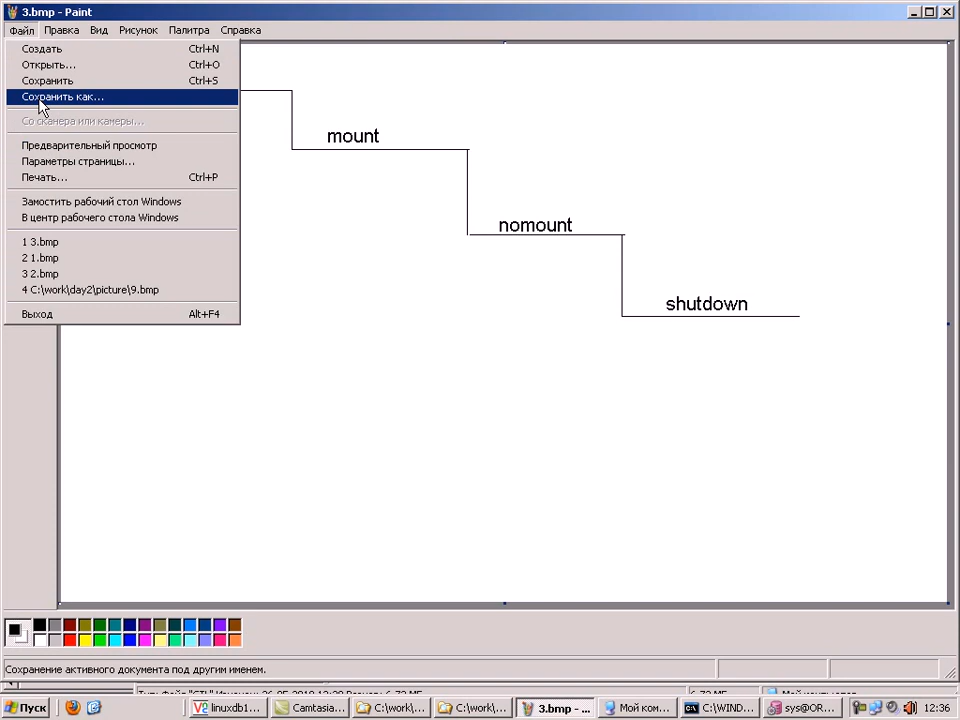 3.bmp - Paint
Файл Правка Вид Рисунок Палитра Справка
Создать Ctrl+N
Открыть... Ctrl+O
Сохранить Ctrl+S
Сохранить как...
Со сканера или камеры...
Предварительный просмотр
Параметры страницы...
Печать... Ctrl+P
Замостить рабочий стол Windows
В центр рабочего стола Windows
1 3.bmp
2 1.bmp
3 2.bmp
4 C:\work\day2\picture\9.bmp
Выход Alt+F4
mount
nomount
shutdown
Сохранение активного документа под другим именем.
Пуск linuxdb1... Camtasia... C:\work\... C:\work\... 3.bmp - ... Мой ком... C:\WIND... sys@OR... 12:36